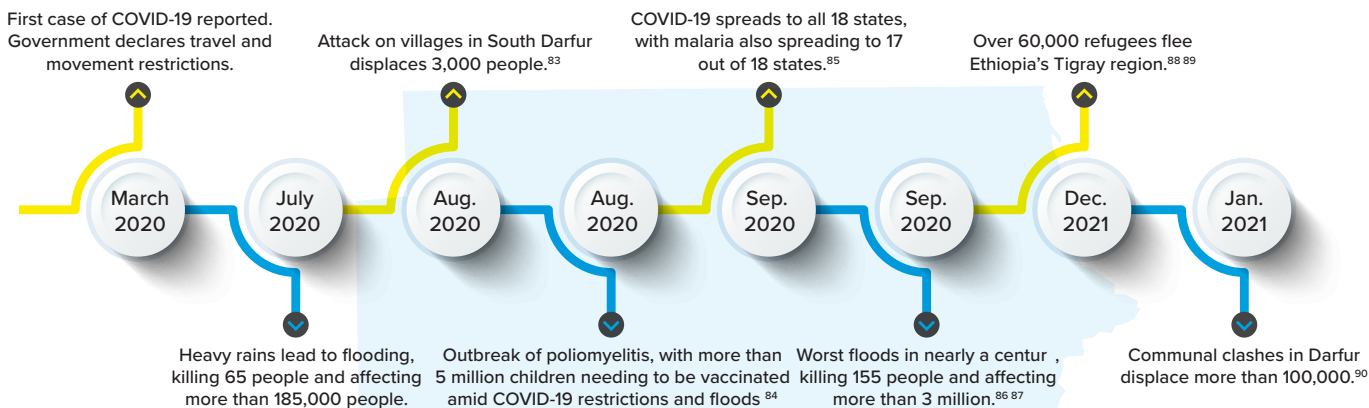 First case of COVID-19 reported.
Government declares travel and
movement restrictions.
Attack on villages in South Darfur
displaces 3,000 people.⁸³
COVID-19 spreads to all 18 states,
with malaria also spreading to 17
out of 18 states.⁸⁵
Over 60,000 refugees flee
Ethiopia’s Tigray region.⁸⁸ ⁸⁹
March
2020
July
2020
Aug.
2020
Aug.
2020
Sep.
2020
Sep.
2020
Dec.
2021
Jan.
2021
Heavy rains lead to flooding,
killing 65 people and affecting
more than 185,000 people.
Outbreak of poliomyelitis, with more than
5 million children needing to be vaccinated
amid COVID-19 restrictions and floods ⁸⁴
Worst floods in nearly a centur ,
killing 155 people and affecting
more than 3 million.⁸⁶ ⁸⁷
Communal clashes in Darfur
displace more than 100,000.⁹⁰